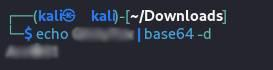 (kali㉿kali)-[~/Downloads]
$ echo | base64 -d